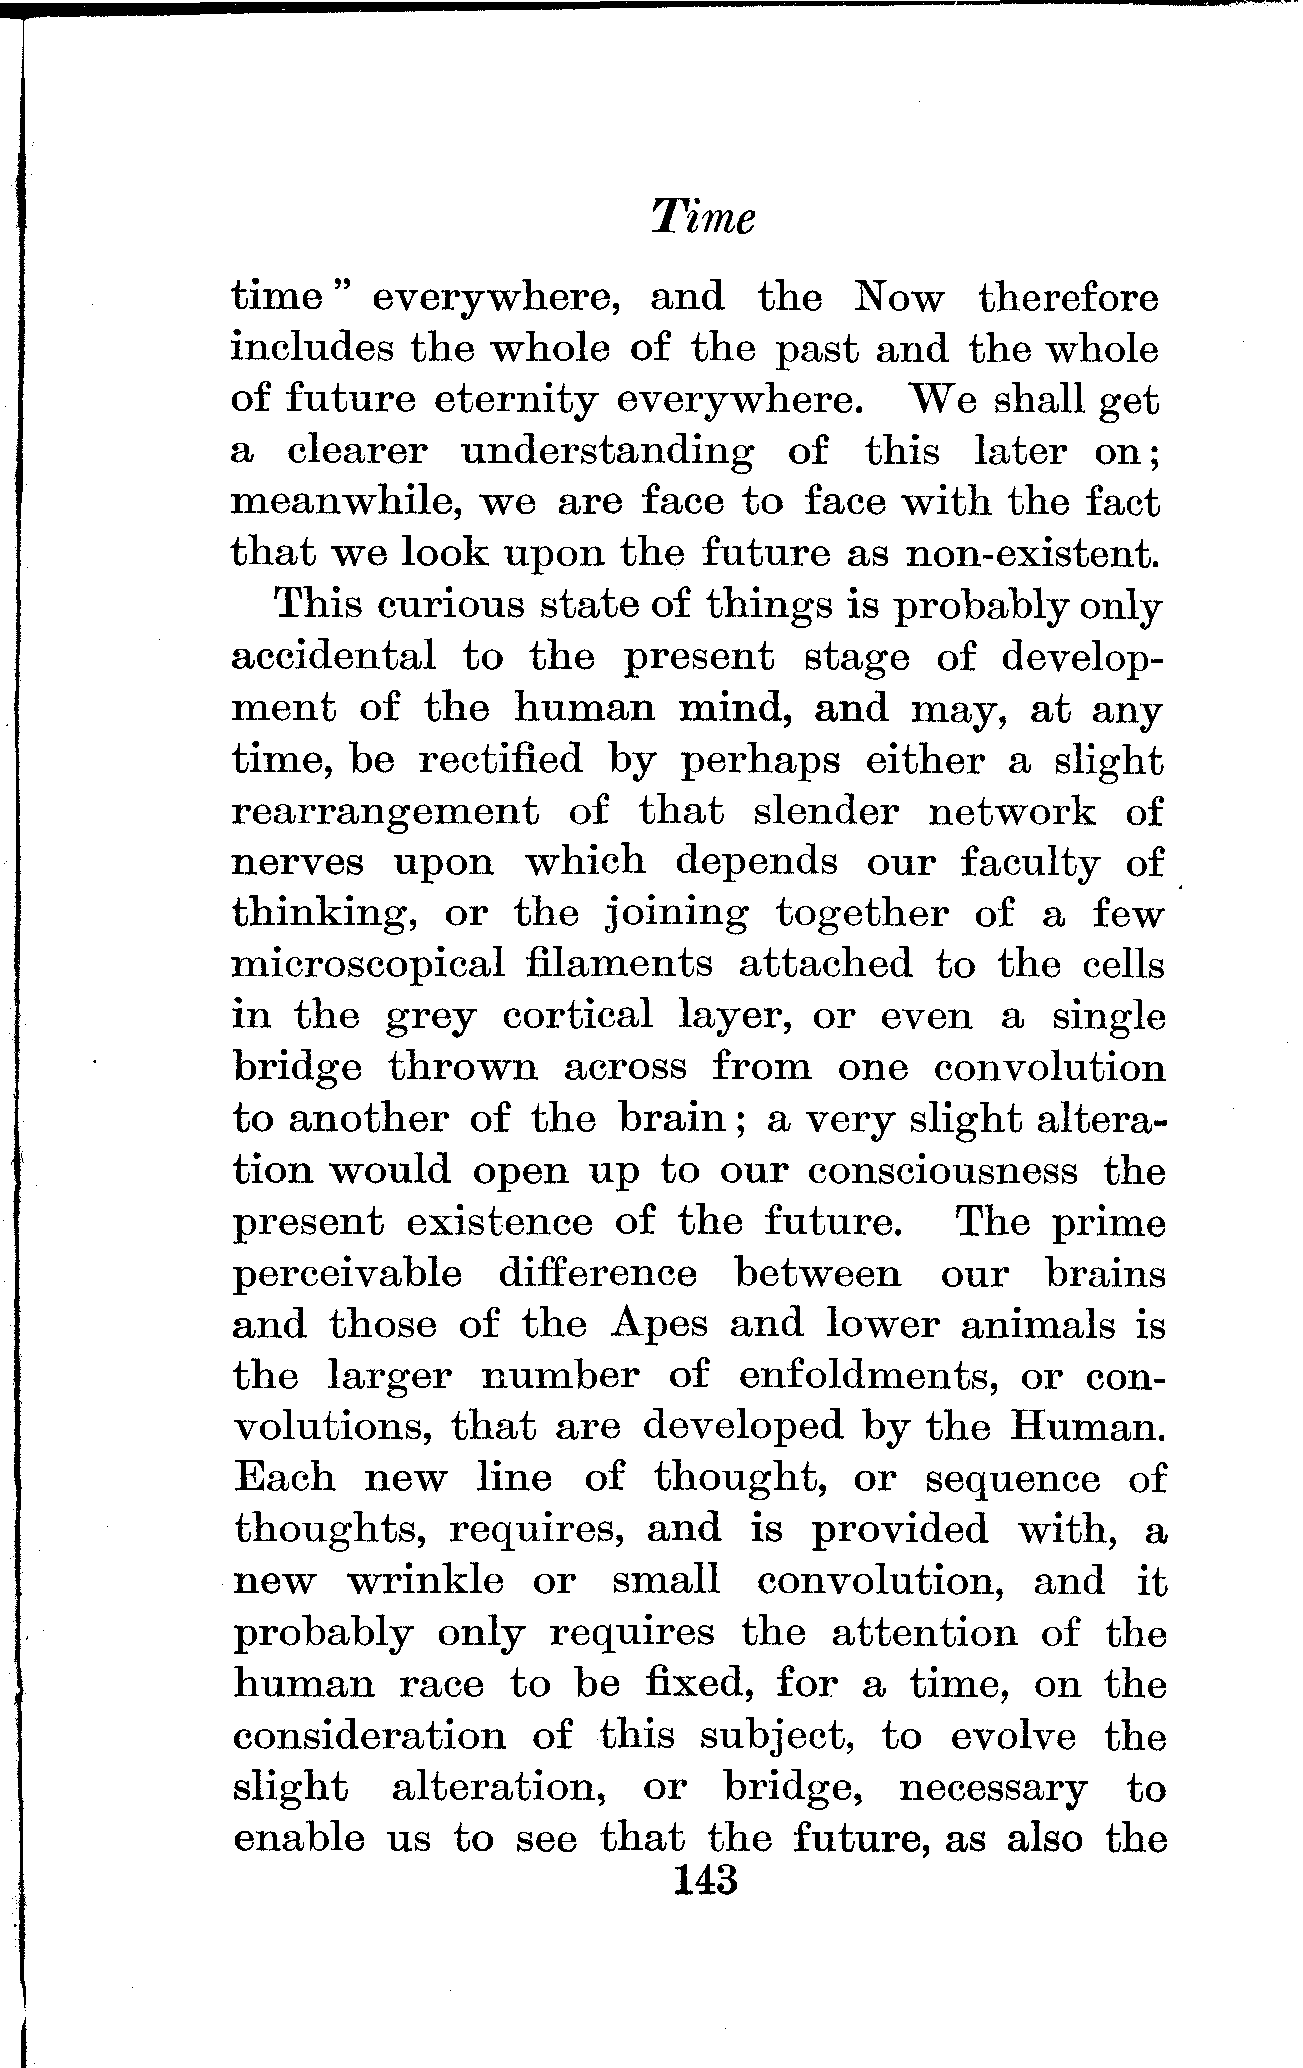 Time
time" everywhere, and the Now therefore
includes the whole of the past and the whole
of future eternity everywhere. We shall get
a clearer understanding of this later on;
meanwhile, we are face to face with the fact
that we look upon the future as non-existent.
This curious state of things is probably only
accidental to the present stage of develop-
ment of the human mind, and may, at any
time, be rectified by perhaps either a slight
rearrangement of that slender network of
nerves upon which depends our faculty of
thinking, or the joining together of a few
microscopical filaments attached to the cells
in the grey cortical layer, or even a single
bridge thrown across from one convolution
to another of the brain; a very slight altera-
tion would open up to our consciousness the
present existence of the future. The prime
perceivable difference between our brains
and those of the Apes and lower animals is
the larger number of enfoldments, or con-
volutions, that are developed by the Human.
Each new line of thought, or sequence of
thoughts, requires, and is provided with, a
new wrinkle or small convolution, and it
probably only requires the attention of the
human race to be fixed, for a time, on the
consideration of this subject, to evolve the
slight alteration, or bridge, necessary to
enable us to see that the future, as also the
143